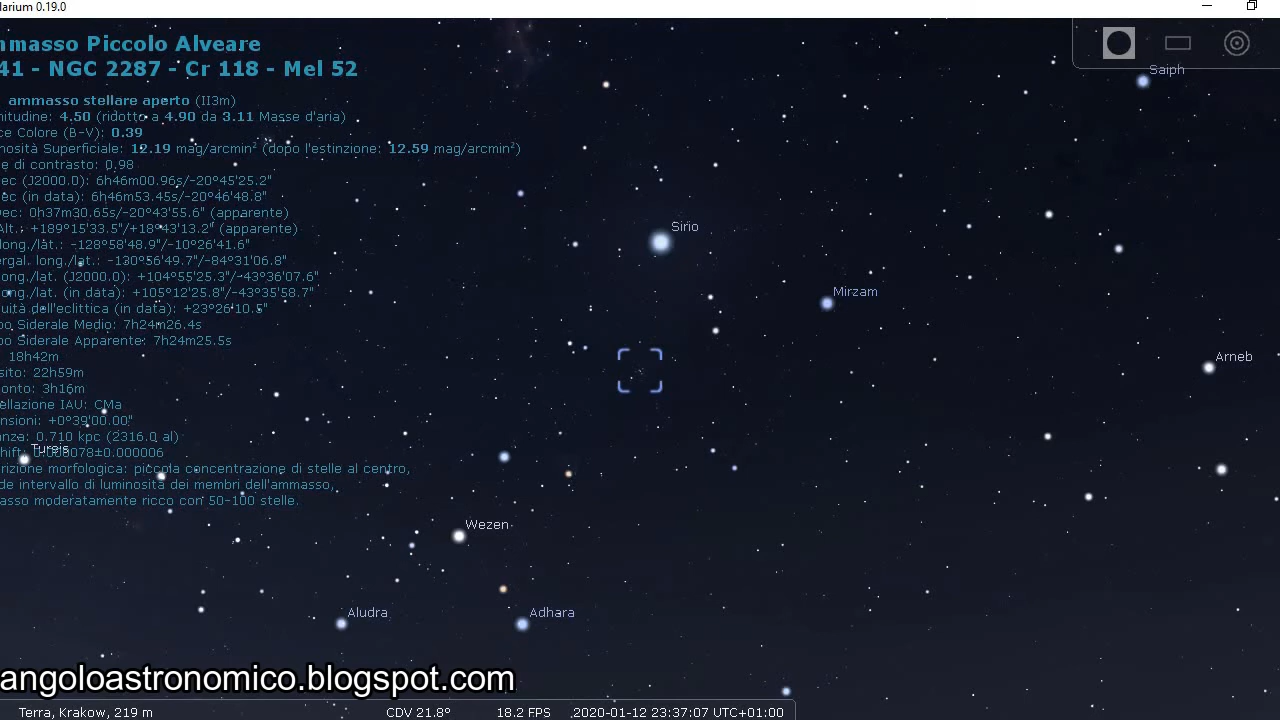 larium 0.19.0
mmasso Piccolo Alveare
41 - NGC 2287 - Cr 118 - Mel 52
ammasso stellare aperto (II3m)
nitudine: 4.50 (ridotto a 4.90 da 3.11 Masse d'aria)
ce Colore (B-V): 0.39
nosità Superficiale: 12.19 mag/arcmin² (dopo l'estinzione: 12.59 mag/arcmin²)
e di contrasto: 0,98
ec (J2000.0): 6h46m00.96s/-20°45'25.2"
ec (in data): 6h46m53.45s/-20°46'48.8"
Dec: 0h37m30.65s/-20°43'55.6" (apparente)
Alt.: +189°15'33.5"/+18°43'13.2" (apparente)
long./lat.: -128°58'48.9"/-10°26'41.6"
ergal. long./lat.: -130°56'49.7"/-84°31'06.8"
ong./lat. (J2000.0): +104°55'25.3"/-43°36'07.6"
ong./lat. (in data): +105°12'25.8"/-43°35'58.7"
uità dell'eclittica (in data): +23°26'10.5"
po Siderale Medio: 7h24m26.4s
po Siderale Apparente: 7h24m25.5s
18h42m
sito: 22h59m
onto: 3h16m
ellazione IAU: CMa
nsioni: +0°39'00.00"
anza: 0.710 kpc (2316.0 al)
hift: 0.000078±0.000006
rizione morfologica: piccola concentrazione di stelle al centro,
de intervallo di luminosità dei membri dell'ammasso,
asso moderatamente ricco con 50-100 stelle.
Saiph
Sirio
Mirzam
Arneb
Tureis
Wezen
Aludra
Adhara
angoloastronomico.blogspot.com
Terra, Krakow, 219 m
CDV 21.8°
18.2 FPS
2020-01-12 23:37:07 UTC+01:00